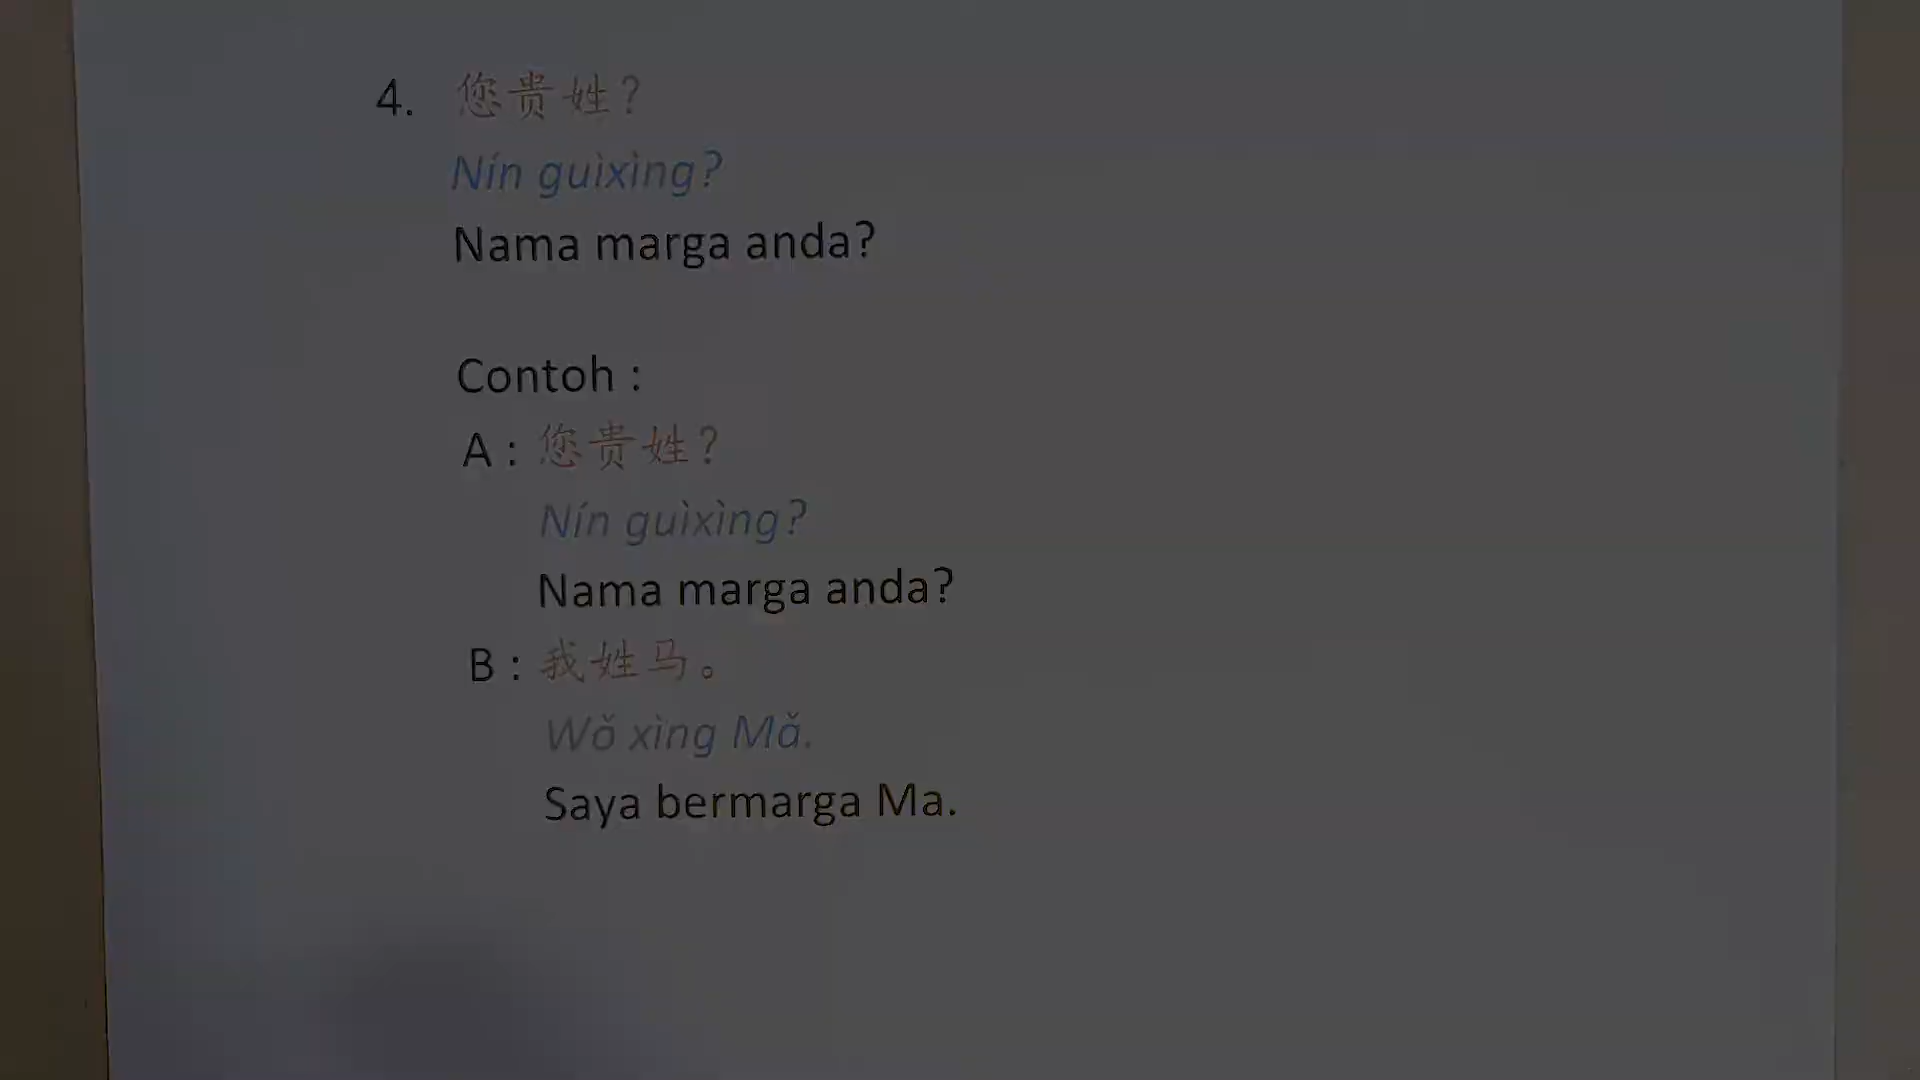 4. 您贵姓？
Nín guìxìng?
Nama marga anda?
Contoh :
A : 您贵姓？
Nín guìxìng?
Nama marga anda?
B : 我姓马。
Wǒ xìng Mǎ.
Saya bermarga Ma.